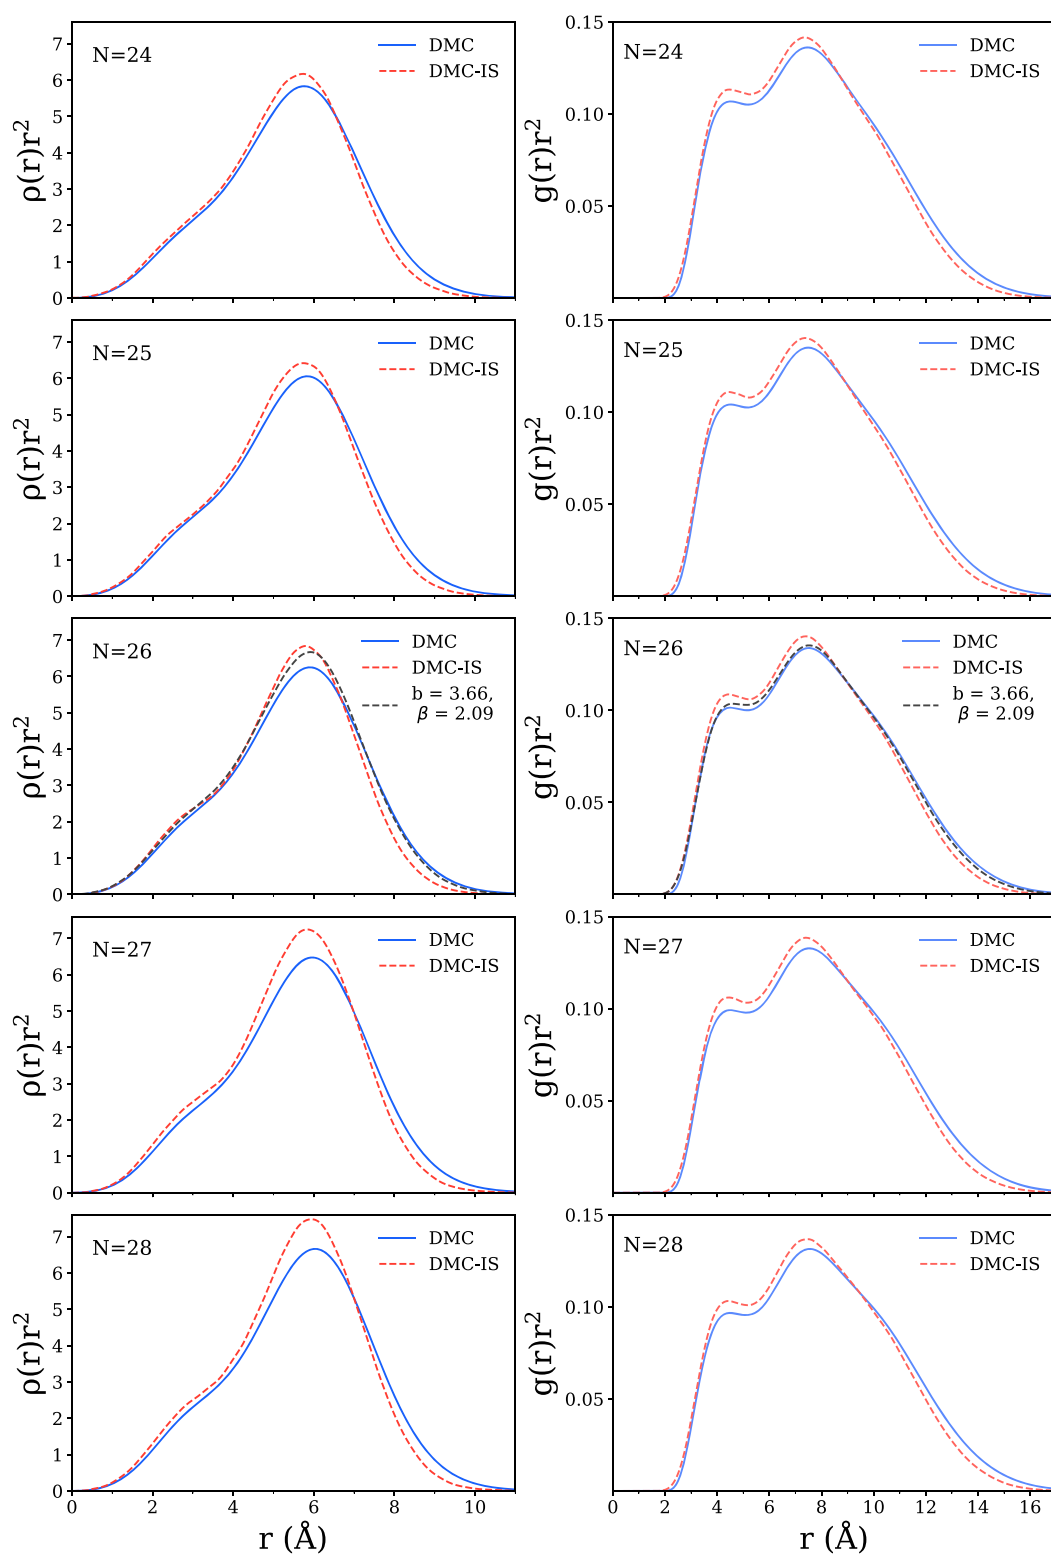 N=24
DMC
DMC-IS
ρ(r)r²
7
6
5
4
3
2
1
0
N=24
DMC
DMC-IS
g(r)r²
0.15
0.10
0.05
N=25
DMC
DMC-IS
ρ(r)r²
7
6
5
4
3
2
1
0
N=25
DMC
DMC-IS
g(r)r²
0.15
0.10
0.05
N=26
DMC
DMC-IS
b = 3.66,
β = 2.09
ρ(r)r²
7
6
5
4
3
2
1
0
N=26
DMC
DMC-IS
b = 3.66,
β = 2.09
g(r)r²
0.15
0.10
0.05
N=27
DMC
DMC-IS
ρ(r)r²
7
6
5
4
3
2
1
0
N=27
DMC
DMC-IS
g(r)r²
0.15
0.10
0.05
N=28
DMC
DMC-IS
ρ(r)r²
7
6
5
4
3
2
1
0
0 2 4 6 8 10
r (Å)
N=28
DMC
DMC-IS
g(r)r²
0.15
0.10
0.05
0 2 4 6 8 10 12 14 16
r (Å)